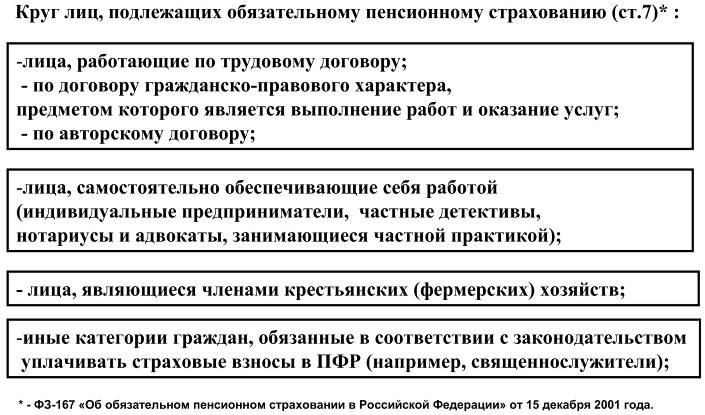 Круг лиц, подлежащих обязательному пенсионному страхованию (ст.7)* :
-лица, работающие по трудовому договору;
- по договору гражданско-правового характера,
предметом которого является выполнение работ и оказание услуг;
- по авторскому договору;
-лица, самостоятельно обеспечивающие себя работой
(индивидуальные предприниматели, частные детективы,
нотариусы и адвокаты, занимающиеся частной практикой);
- лица, являющиеся членами крестьянских (фермерских) хозяйств;
-иные категории граждан, обязанные в соответствии с законодательством
уплачивать страховые взносы в ПФР (например, священнослужители);
* - ФЗ-167 «Об обязательном пенсионном страховании в Российской Федерации» от 15 декабря 2001 года.